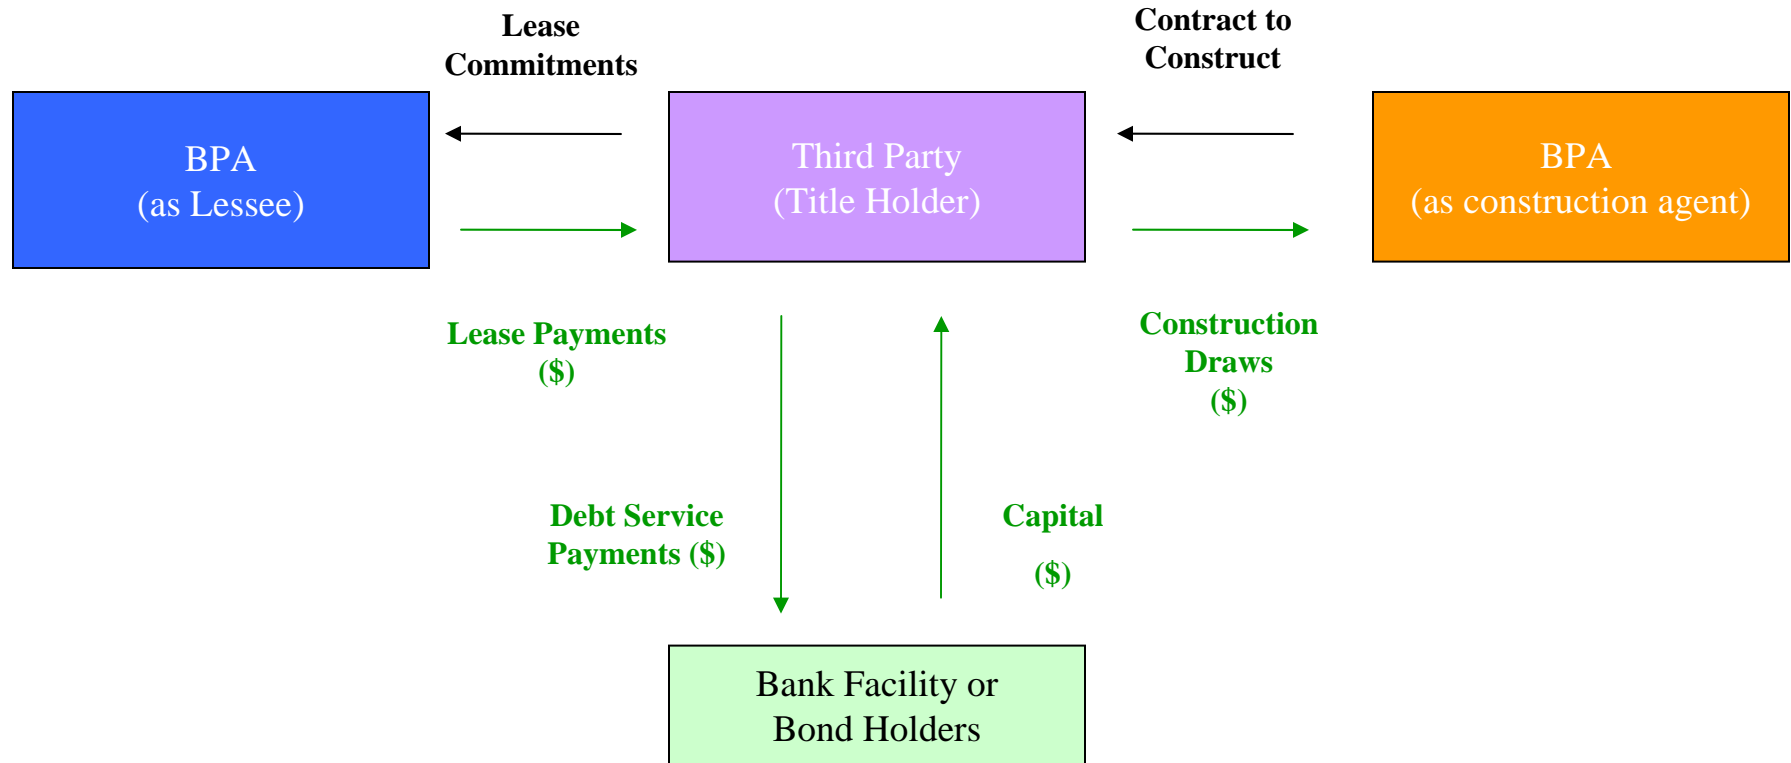 Lease
Commitments
Contract to
Construct
BPA
(as Lessee)
Third Party
(Title Holder)
BPA
(as construction agent)
Lease Payments
($)
Construction
Draws
($)
Debt Service
Payments ($)
Capital
($)
Bank Facility or
Bond Holders